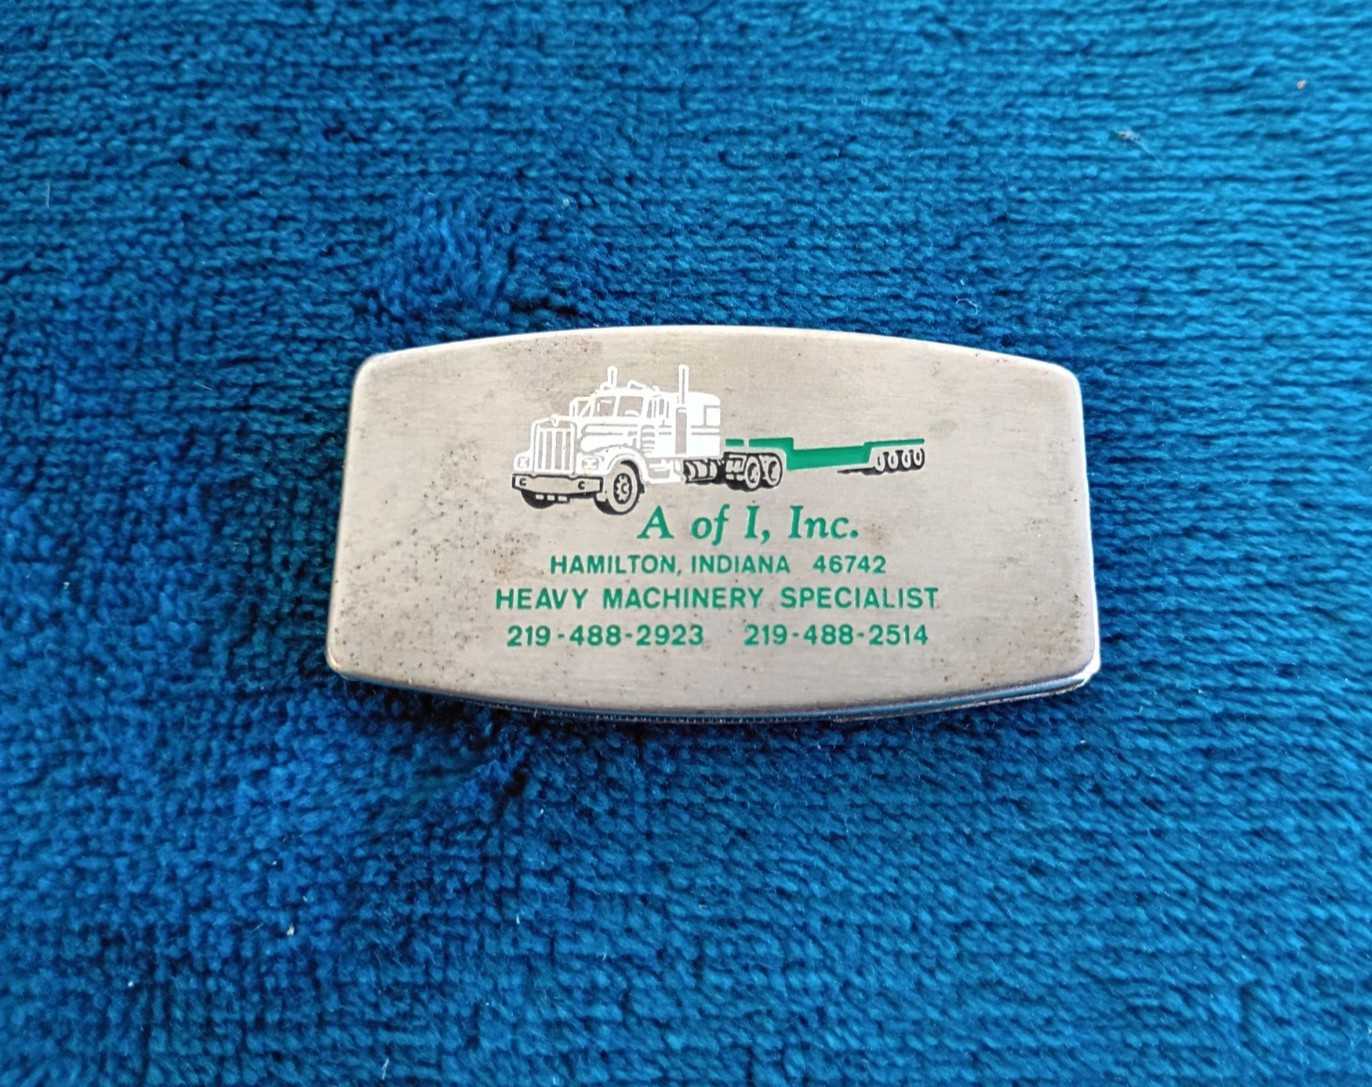 A of I, Inc.
HAMILTON, INDIANA 46742
HEAVY MACHINERY SPECIALIST
219-488-2923 219-488-2514